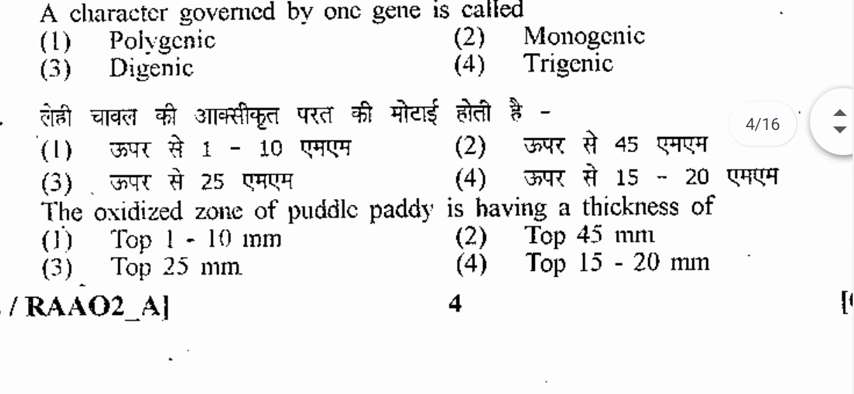 A character governed by one gene is called
(1) Polygenic (2) Monogenic
(3) Digenic (4) Trigenic
लेही चावल की आक्सीकृत परत की मोटाई होती है -
4/16
(1) ऊपर से 1 - 10 एमएम (2) ऊपर से 45 एमएम
(3) ऊपर से 25 एमएम (4) ऊपर से 15 - 20 एमएम
The oxidized zone of puddle paddy is having a thickness of
(1) Top 1 - 10 mm (2) Top 45 mm
(3) Top 25 mm (4) Top 15 - 20 mm
/ RAAO2_A] 4 [